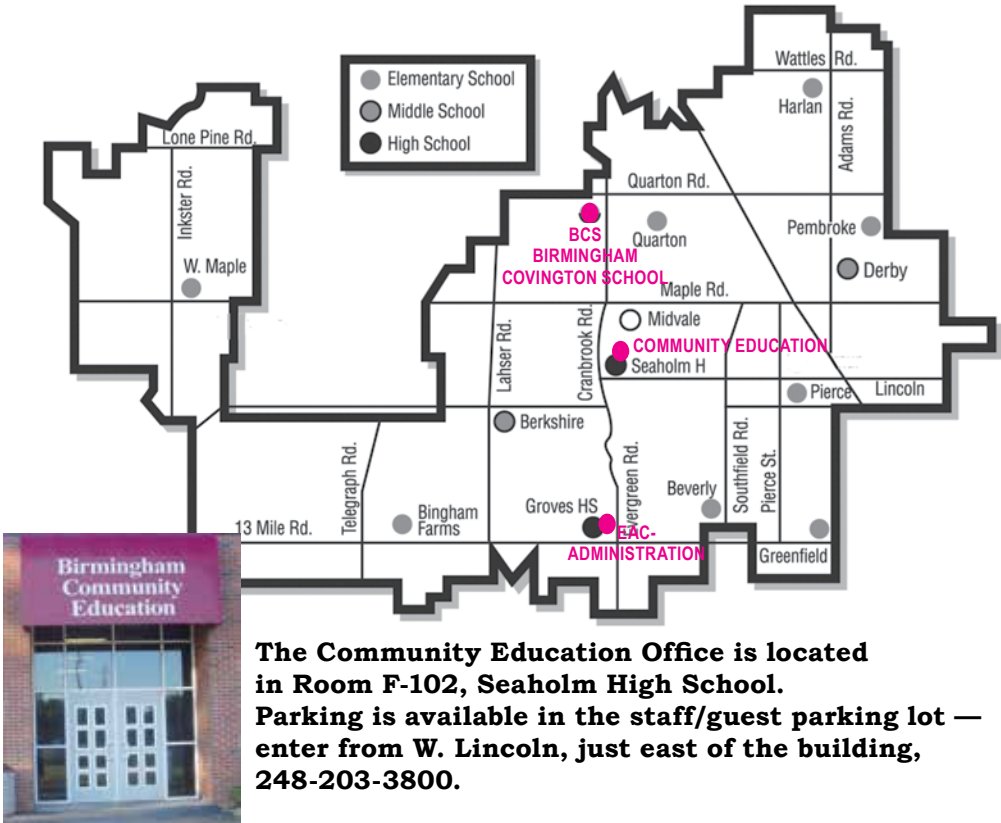 Wattles Rd.
Elementary School
Middle School
High School
Harlan
Adams Rd.
Lone Pine Rd.
Inkster Rd.
Quarton Rd.
BCS
BIRMINGHAM
COVINGTON SCHOOL
Quarton
Pembroke
W. Maple
Derby
Maple Rd.
Lahser Rd.
Cranbrook Rd.
Midvale
COMMUNITY EDUCATION
Seaholm H
Pierce
Lincoln
Berkshire
Telegraph Rd.
Evergreen Rd.
Southfield Rd.
Pierce St.
Beverly
Groves HS
Bingham
Farms
13 Mile Rd.
EAC-
ADMINISTRATION
Greenfield
Birmingham
Community
Education
The Community Education Office is located
in Room F-102, Seaholm High School.
Parking is available in the staff/guest parking lot —
enter from W. Lincoln, just east of the building,
248-203-3800.